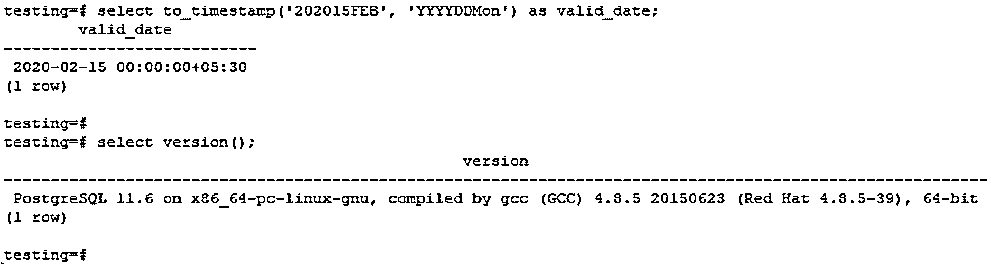 testing=# select to_timestamp('202015FEB', 'YYYYDDMon') as valid_date;
valid_date
---------------------------
2020-02-15 00:00:00+05:30
(1 row)
testing=#
testing=# select version();
version
---------------------------------------------------------------------------------------------------------
PostgreSQL 11.6 on x86_64-pc-linux-gnu, compiled by gcc (GCC) 4.8.5 20150623 (Red Hat 4.8.5-39), 64-bit
(1 row)
testing=#